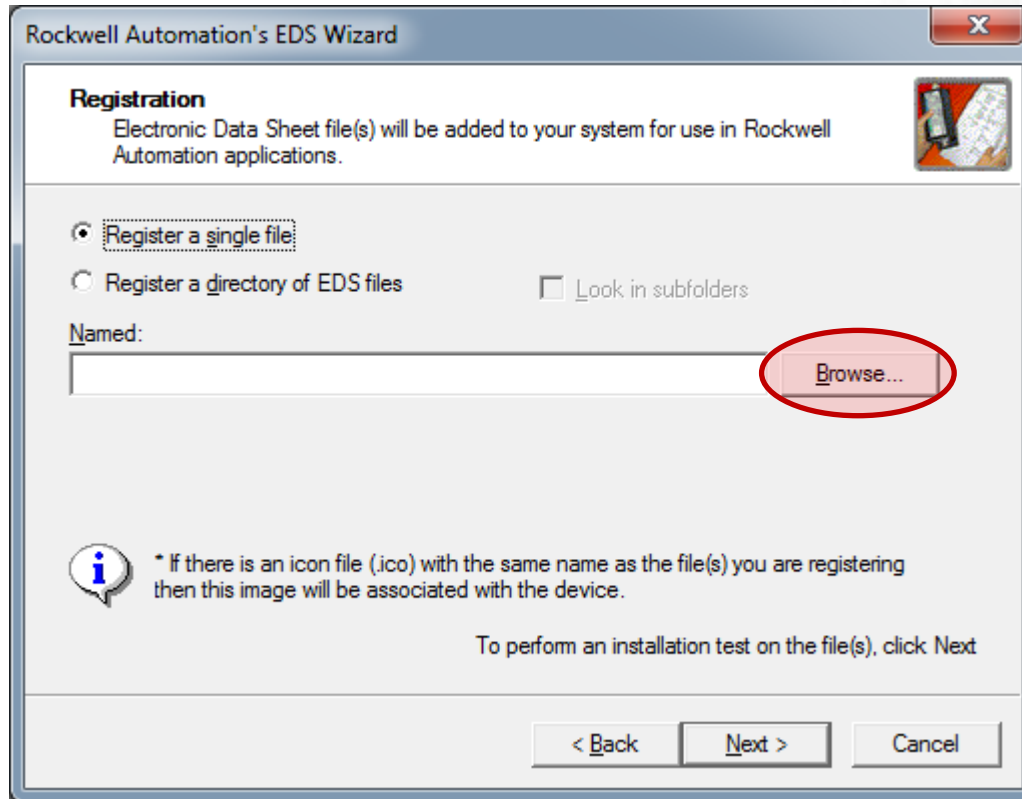 Rockwell Automation's EDS Wizard
Registration
Electronic Data Sheet file(s) will be added to your system for use in Rockwell
Automation applications.
Register a single file
Register a directory of EDS files
Look in subfolders
Named:
Browse...
* If there is an icon file (.ico) with the same name as the file(s) you are registering
then this image will be associated with the device.
To perform an installation test on the file(s), click Next
< Back
Next >
Cancel